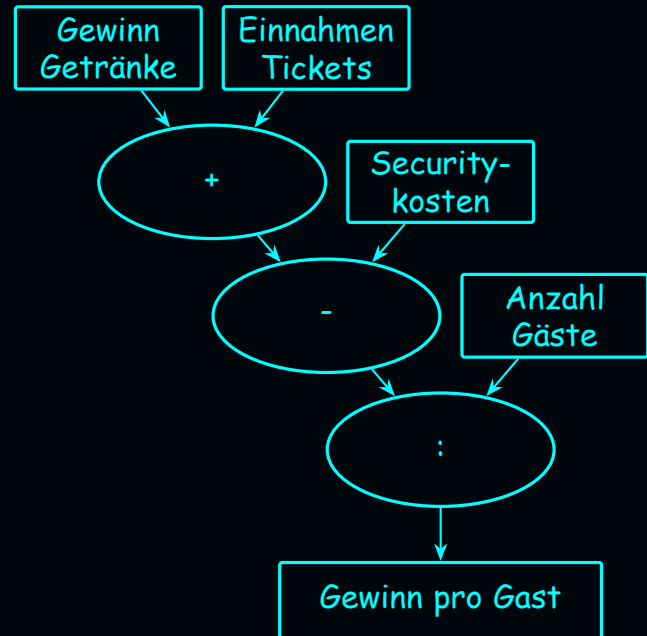 Gewinn
Getränke
Einnahmen
Tickets
+
Security-
kosten
-
Anzahl
Gäste
:
Gewinn pro Gast